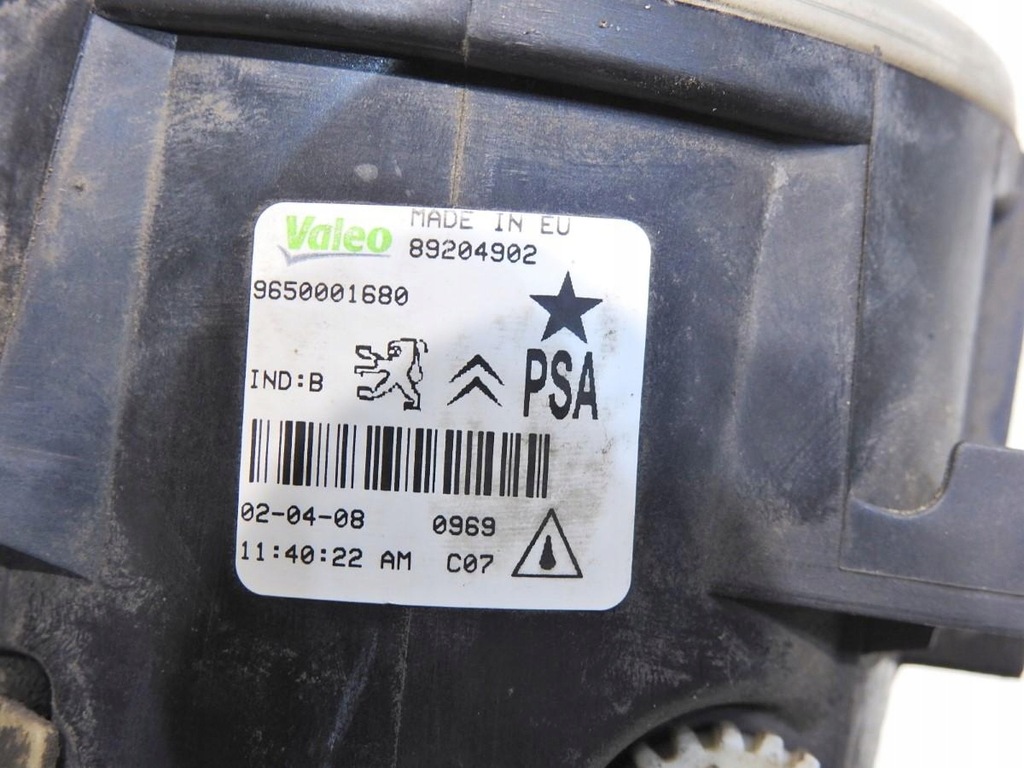 Valeo MADE IN EU
89204902
9650001680
IND:B PSA
02-04-08 0969
11:40:22 AM C07